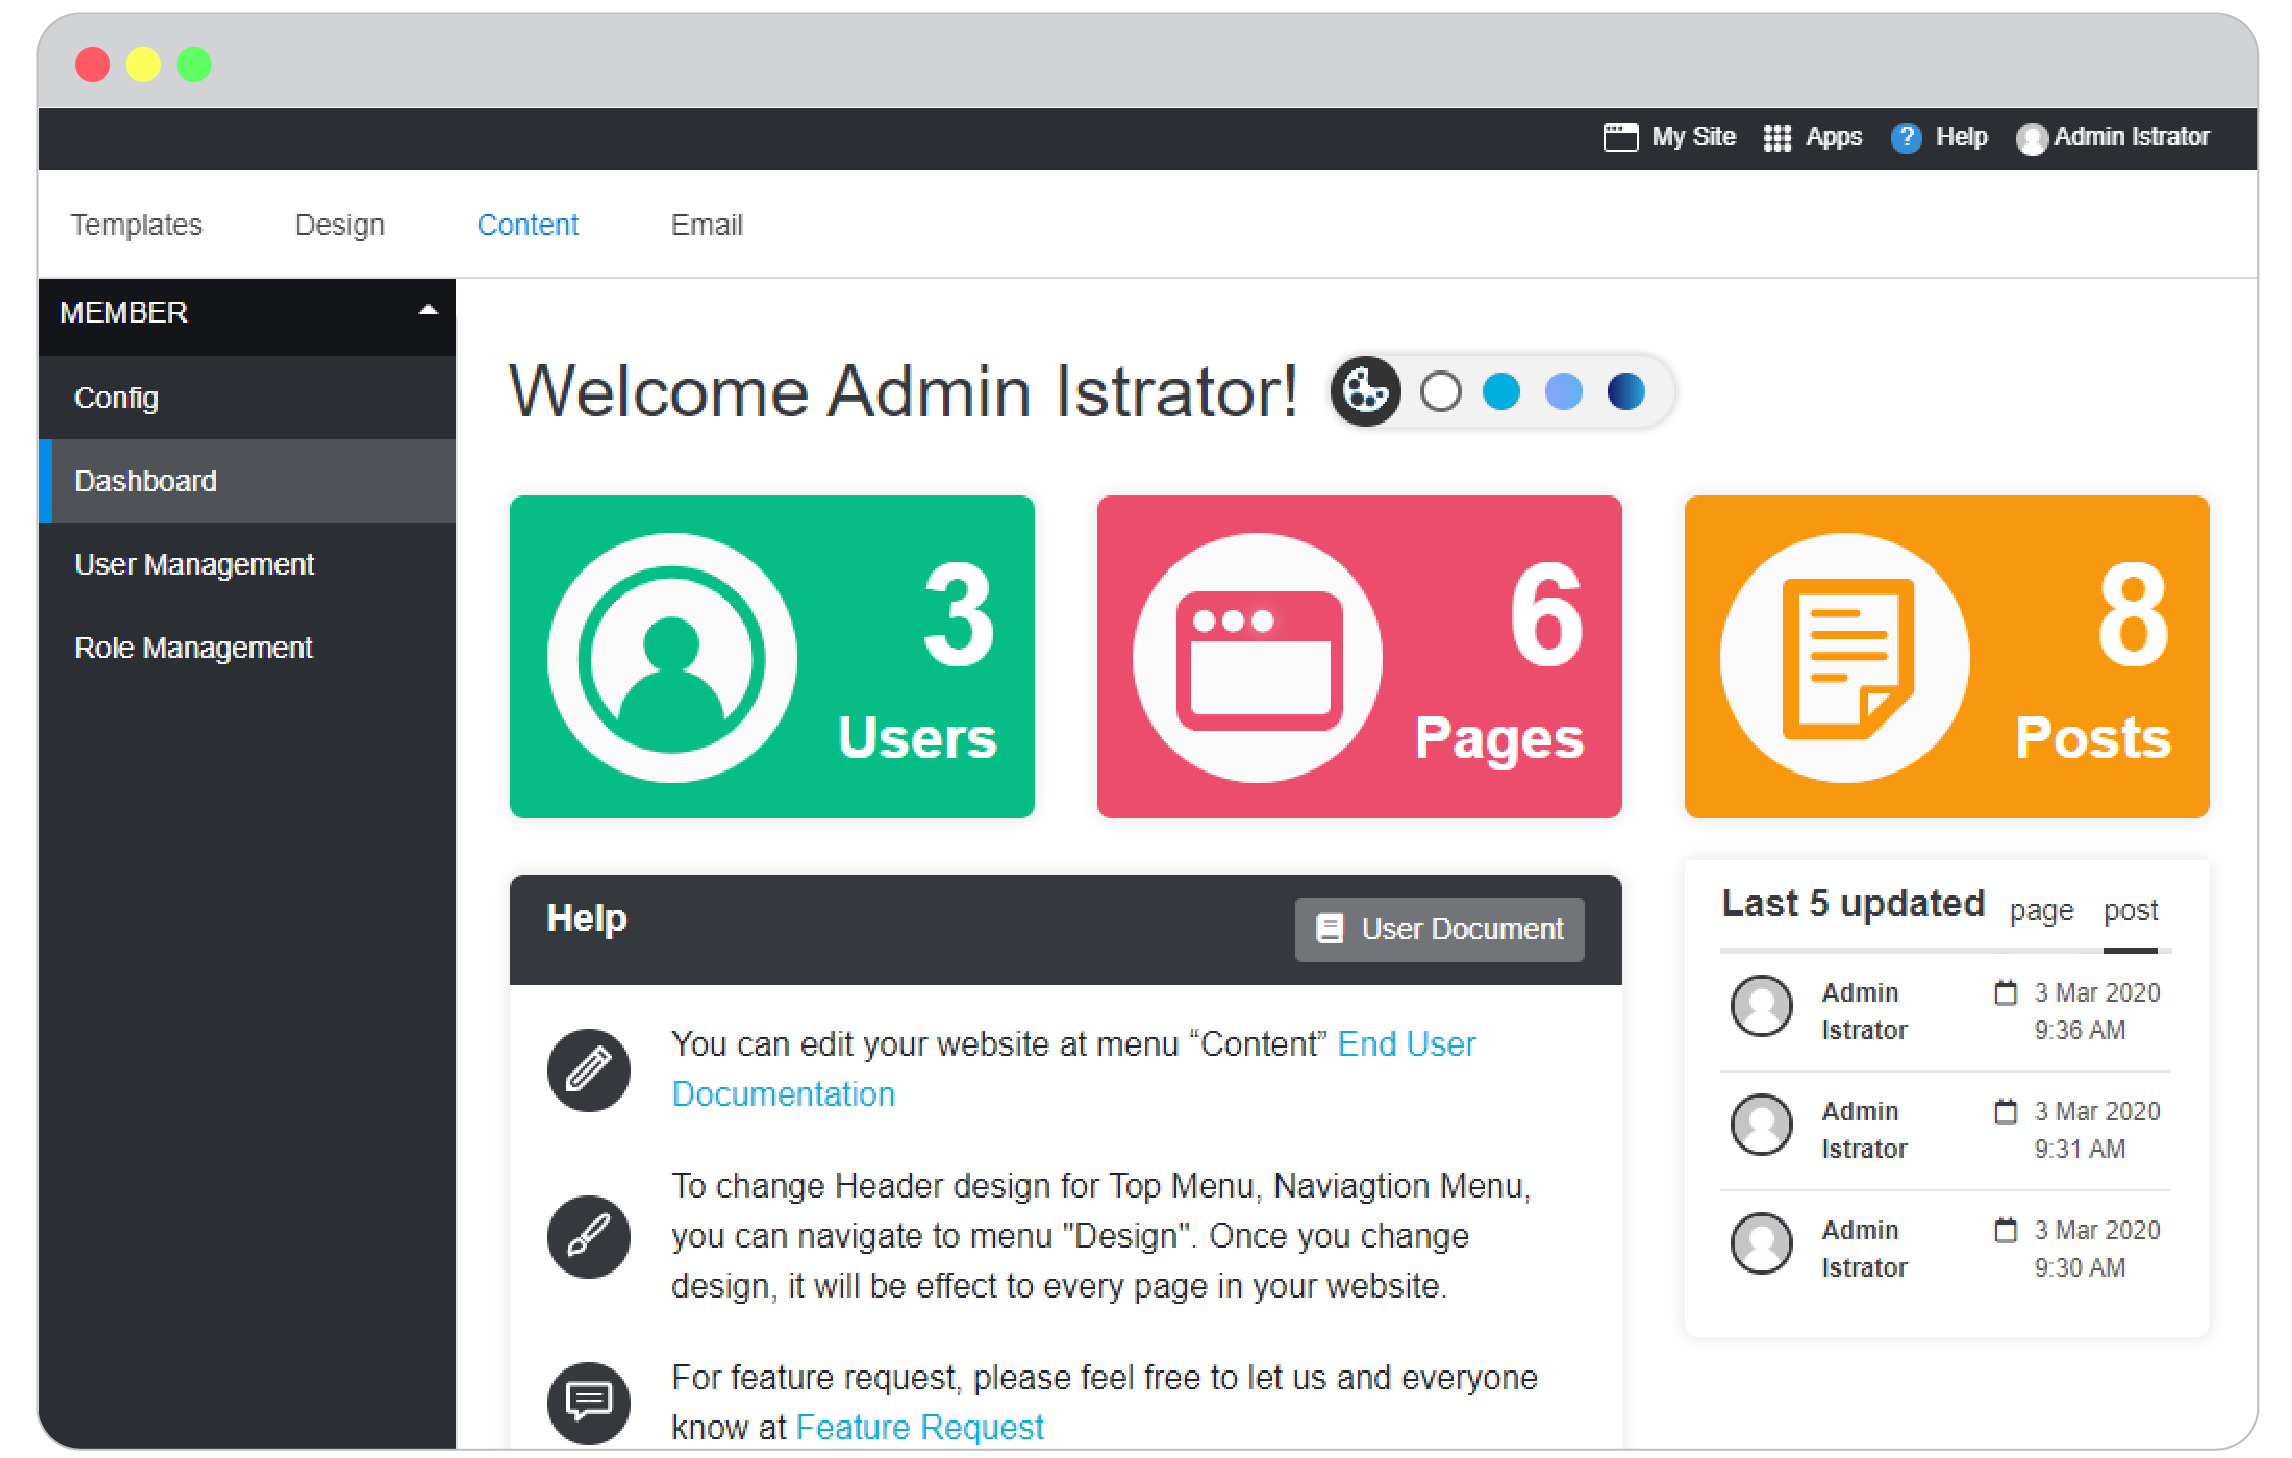 My Site Apps ? Help Admin Istrator
Templates Design Content Email
MEMBER
Config
Dashboard
User Management
Role Management
Welcome Admin Istrator!
3
Users
6
Pages
8
Posts
Help
User Document
You can edit your website at menu “Content” End User
Documentation
To change Header design for Top Menu, Naviagtion Menu,
you can navigate to menu "Design". Once you change
design, it will be effect to every page in your website.
For feature request, please feel free to let us and everyone
know at Feature Request
Last 5 updated page post
Admin 3 Mar 2020
Istrator 9:36 AM
Admin 3 Mar 2020
Istrator 9:31 AM
Admin 3 Mar 2020
Istrator 9:30 AM